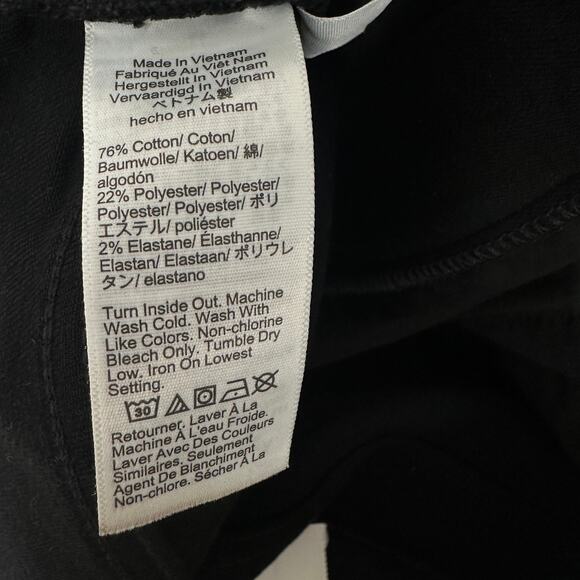 Made In Vietnam
Fabriqué Au Việt Nam
Hergestellt In Vietnam
Vervaardigd In Vietnam
ベトナム製
hecho en vietnam
76% Cotton/ Coton/
Baumwolle/ Katoen/ 綿/
algodón
22% Polyester/ Polyester/
Polyester/ Polyester/ ポリ
エステル/ poliéster
2% Elastane/ Élasthanne/
Elastan/ Elastaan/ ポリウレ
タン/ elastano
Turn Inside Out. Machine
Wash Cold. Wash With
Like Colors. Non-chlorine
Bleach Only. Tumble Dry
Low. Iron On Lowest
Setting.
30
Retourner. Laver À La
Machine À L'eau Froide.
Laver Avec Des Couleurs
Similaires. Seulement
Agent De Blanchiment
Non-chlore. Sécher À La